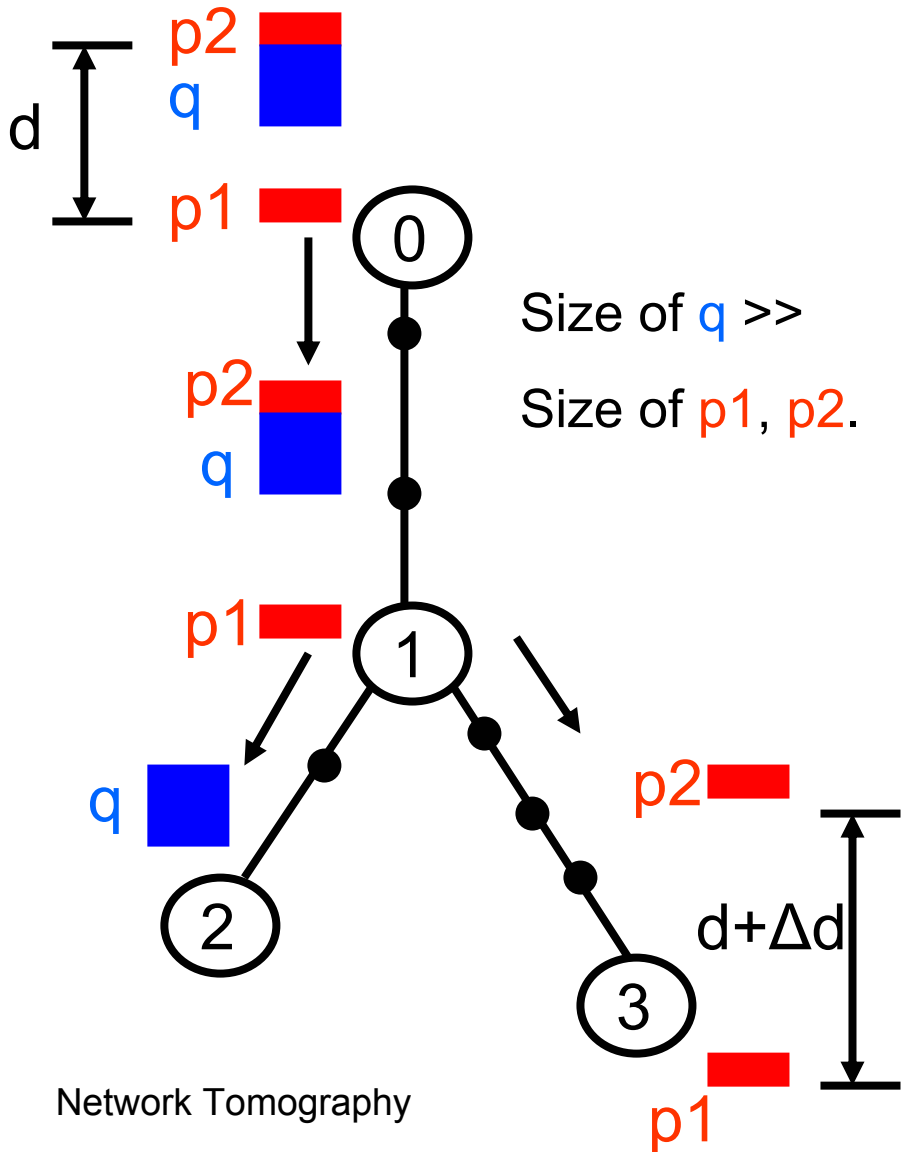 p2
q
d
p1
0
Size of q >>
p2
Size of p1, p2.
q
p1
1
p2
q
2
d+Δd
3
Network Tomography
p1